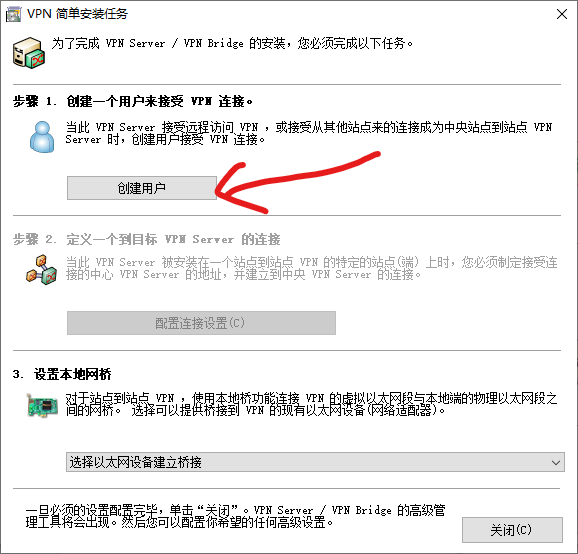 VPN 简单安装任务
为了完成 VPN Server / VPN Bridge 的安装，您必须完成以下任务。
步骤 1. 创建一个用户来接受 VPN 连接。
当此 VPN Server 接受远程访问 VPN ，或接受从其他站点来的连接成为中央站点到站点 VPN
Server 时，创建用户接受 VPN 连接。
创建用户
步骤 2. 定义一个到目标 VPN Server 的连接
当此 VPN Server 被安装在一个站点到站点 VPN 的特定的站点(端) 上时，您必须制定接受连
接的中心 VPN Server 的地址，并建立到中央 VPN Server 的连接。
配置连接设置(C)
3. 设置本地网桥
对于站点到站点 VPN ，使用本地桥功能连接 VPN 的虚拟以太网段与本地端的物理以太网段之
间的网桥。 选择可以提供桥接到 VPN 的现有以太网设备(网络适配器)。
选择以太网设备建立桥接
一旦必须的设置配置完毕，单击“关闭”。VPN Server / VPN Bridge 的高级管
理工具将会出现。然后您可以配置你希望的任何高级设置。
关闭(C)